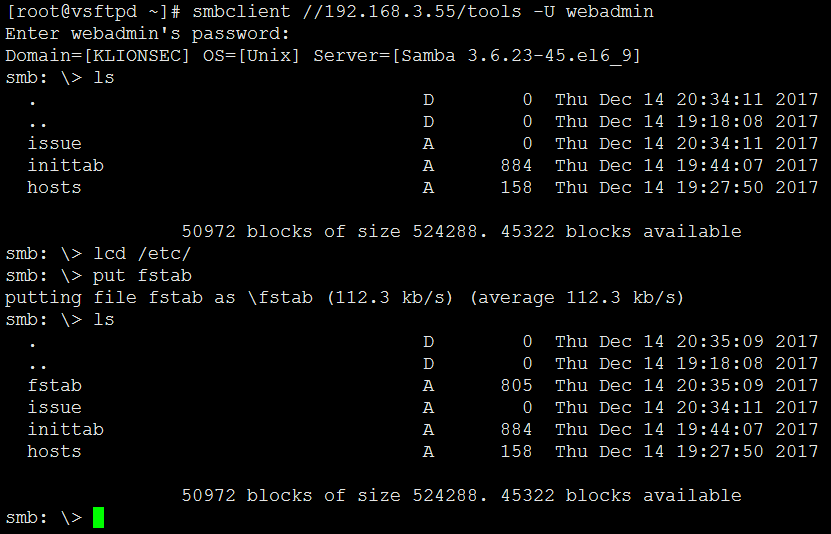 [root@vsftpd ~]# smbclient //192.168.3.55/tools -U webadmin
Enter webadmin's password:
Domain=[KLIONSEC] OS=[Unix] Server=[Samba 3.6.23-45.el6_9]
smb: \> ls
  .                                   D        0  Thu Dec 14 20:34:11 2017
  ..                                  D        0  Thu Dec 14 19:18:08 2017
  issue                               A        0  Thu Dec 14 20:34:11 2017
  inittab                             A      884  Thu Dec 14 19:44:07 2017
  hosts                               A      158  Thu Dec 14 19:27:50 2017
                50972 blocks of size 524288. 45322 blocks available
smb: \> lcd /etc/
smb: \> put fstab
putting file fstab as \fstab (112.3 kb/s) (average 112.3 kb/s)
smb: \> ls
  .                                   D        0  Thu Dec 14 20:35:09 2017
  ..                                  D        0  Thu Dec 14 19:18:08 2017
  fstab                               A      805  Thu Dec 14 20:35:09 2017
  issue                               A        0  Thu Dec 14 20:34:11 2017
  inittab                             A      884  Thu Dec 14 19:44:07 2017
  hosts                               A      158  Thu Dec 14 19:27:50 2017
                50972 blocks of size 524288. 45322 blocks available
smb: \>